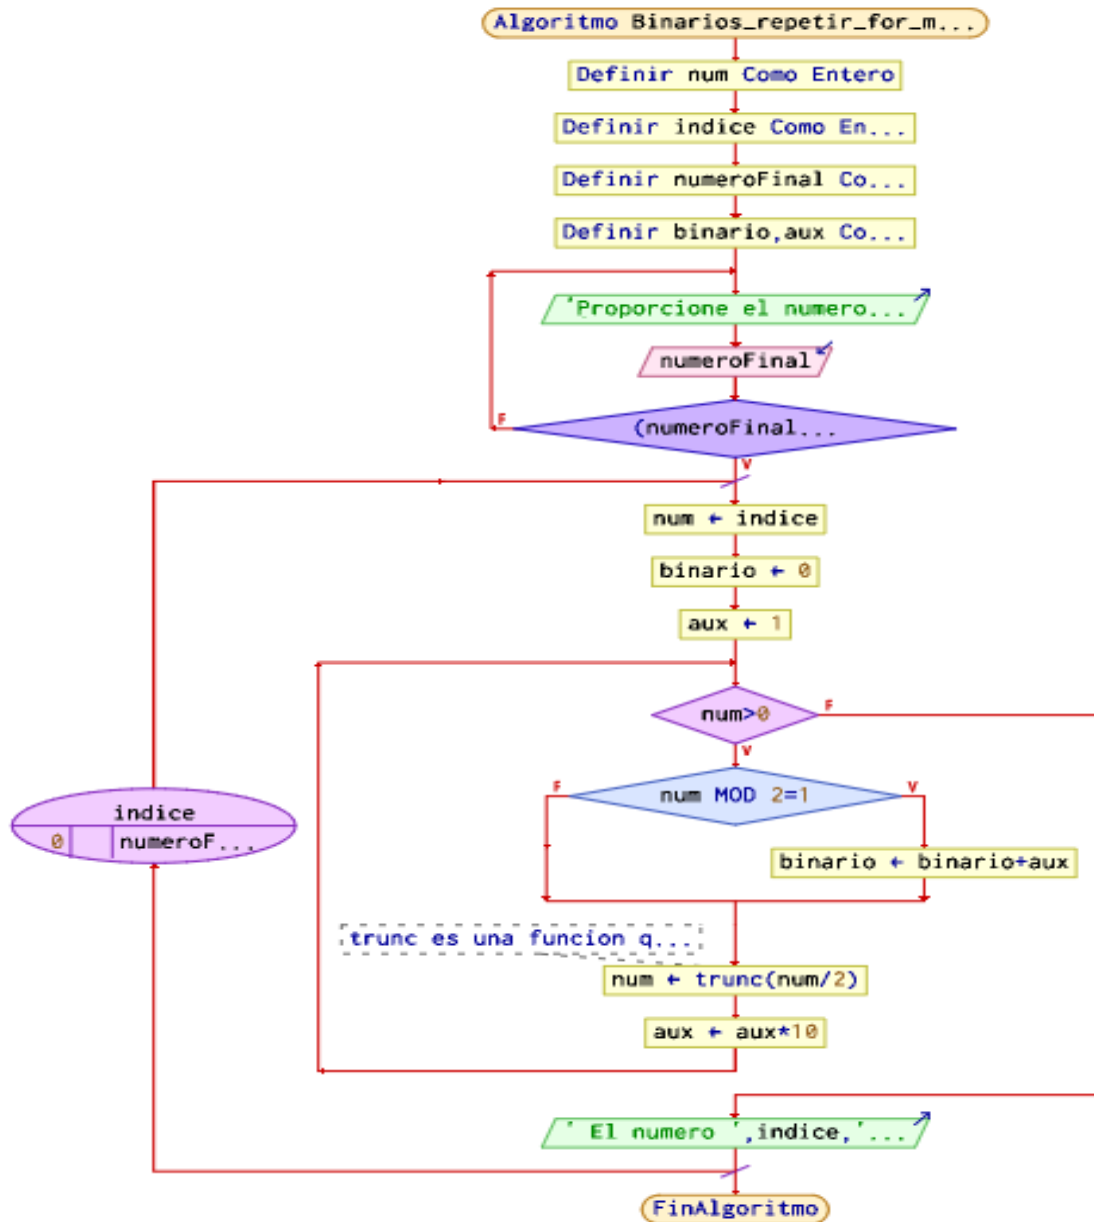 Algoritmo Binarios_repetir_for_m...
Definir num Como Entero
Definir indice Como En...
Definir numeroFinal Co...
Definir binario,aux Co...
'Proporcione el numero...
numeroFinal
F
(numeroFinal...
V
num ← indice
binario ← 0
aux ← 1
num>0
F
V
F
num MOD 2=1
V
indice
0
numeroF...
binario ← binario+aux
trunc es una funcion q...
num ← trunc(num/2)
aux ← aux*10
' El numero ',indice,'...
FinAlgoritmo